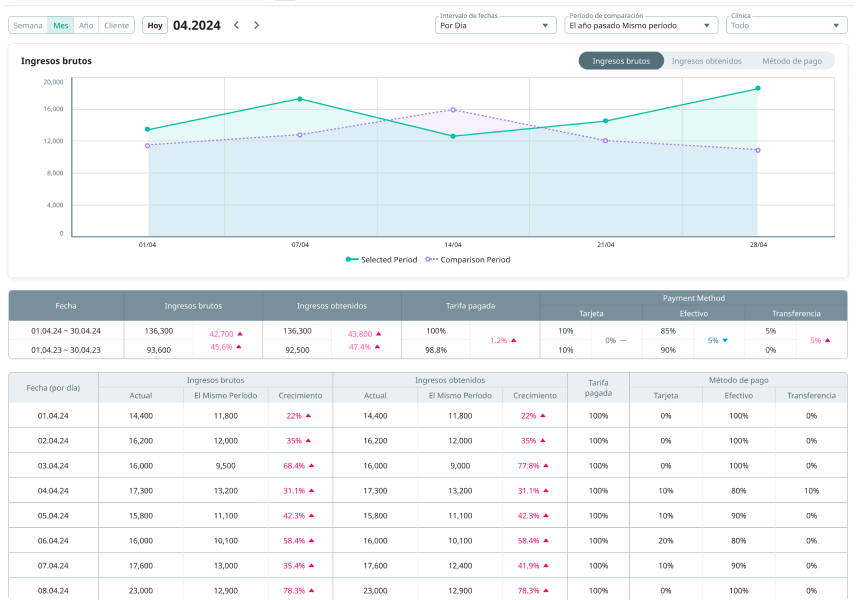 Semana Mes Año Cliente Hoy 04.2024
Intervalo de fechas
Por Día
Período de comparación
El año pasado Mismo período
Clínica
Todo
Ingresos brutos
Ingresos brutos Ingresos obtenidos Método de pago
20,000
16,000
12,000
8,000
4,000
0
01/04 07/04 14/04 21/04 28/04
Selected Period Comparison Period
Fecha Ingresos brutos Ingresos obtenidos Tarifa pagada Payment Method
Tarjeta Efectivo Transferencia
01.04.24 ~ 30.04.24 136,300 42,700 136,300 43,800 100% 1.2% 10% 0% 85% 5% 5% 5%
01.04.23 ~ 30.04.23 93,600 45.6% 92,500 47.4% 98.8% 10% 90% 0%
Fecha (por día) Ingresos brutos Ingresos obtenidos Tarifa pagada Método de pago
Actual El Mismo Período Crecimiento Actual El Mismo Período Crecimiento Tarjeta Efectivo Transferencia
01.04.24 14,400 11,800 22% 14,400 11,800 22% 100% 0% 100% 0%
02.04.24 16,200 12,000 35% 16,200 12,000 35% 100% 0% 100% 0%
03.04.24 16,000 9,500 68.4% 16,000 9,000 77.8% 100% 0% 100% 0%
04.04.24 17,300 13,200 31.1% 17,300 13,200 31.1% 100% 10% 80% 10%
05.04.24 15,800 11,100 42.3% 15,800 11,100 42.3% 100% 10% 90% 0%
06.04.24 16,000 10,100 58.4% 16,000 10,100 58.4% 100% 20% 80% 0%
07.04.24 17,600 13,000 35.4% 17,600 12,400 41.9% 100% 10% 90% 0%
08.04.24 23,000 12,900 78.3% 23,000 12,900 78.3% 100% 0% 100% 0%